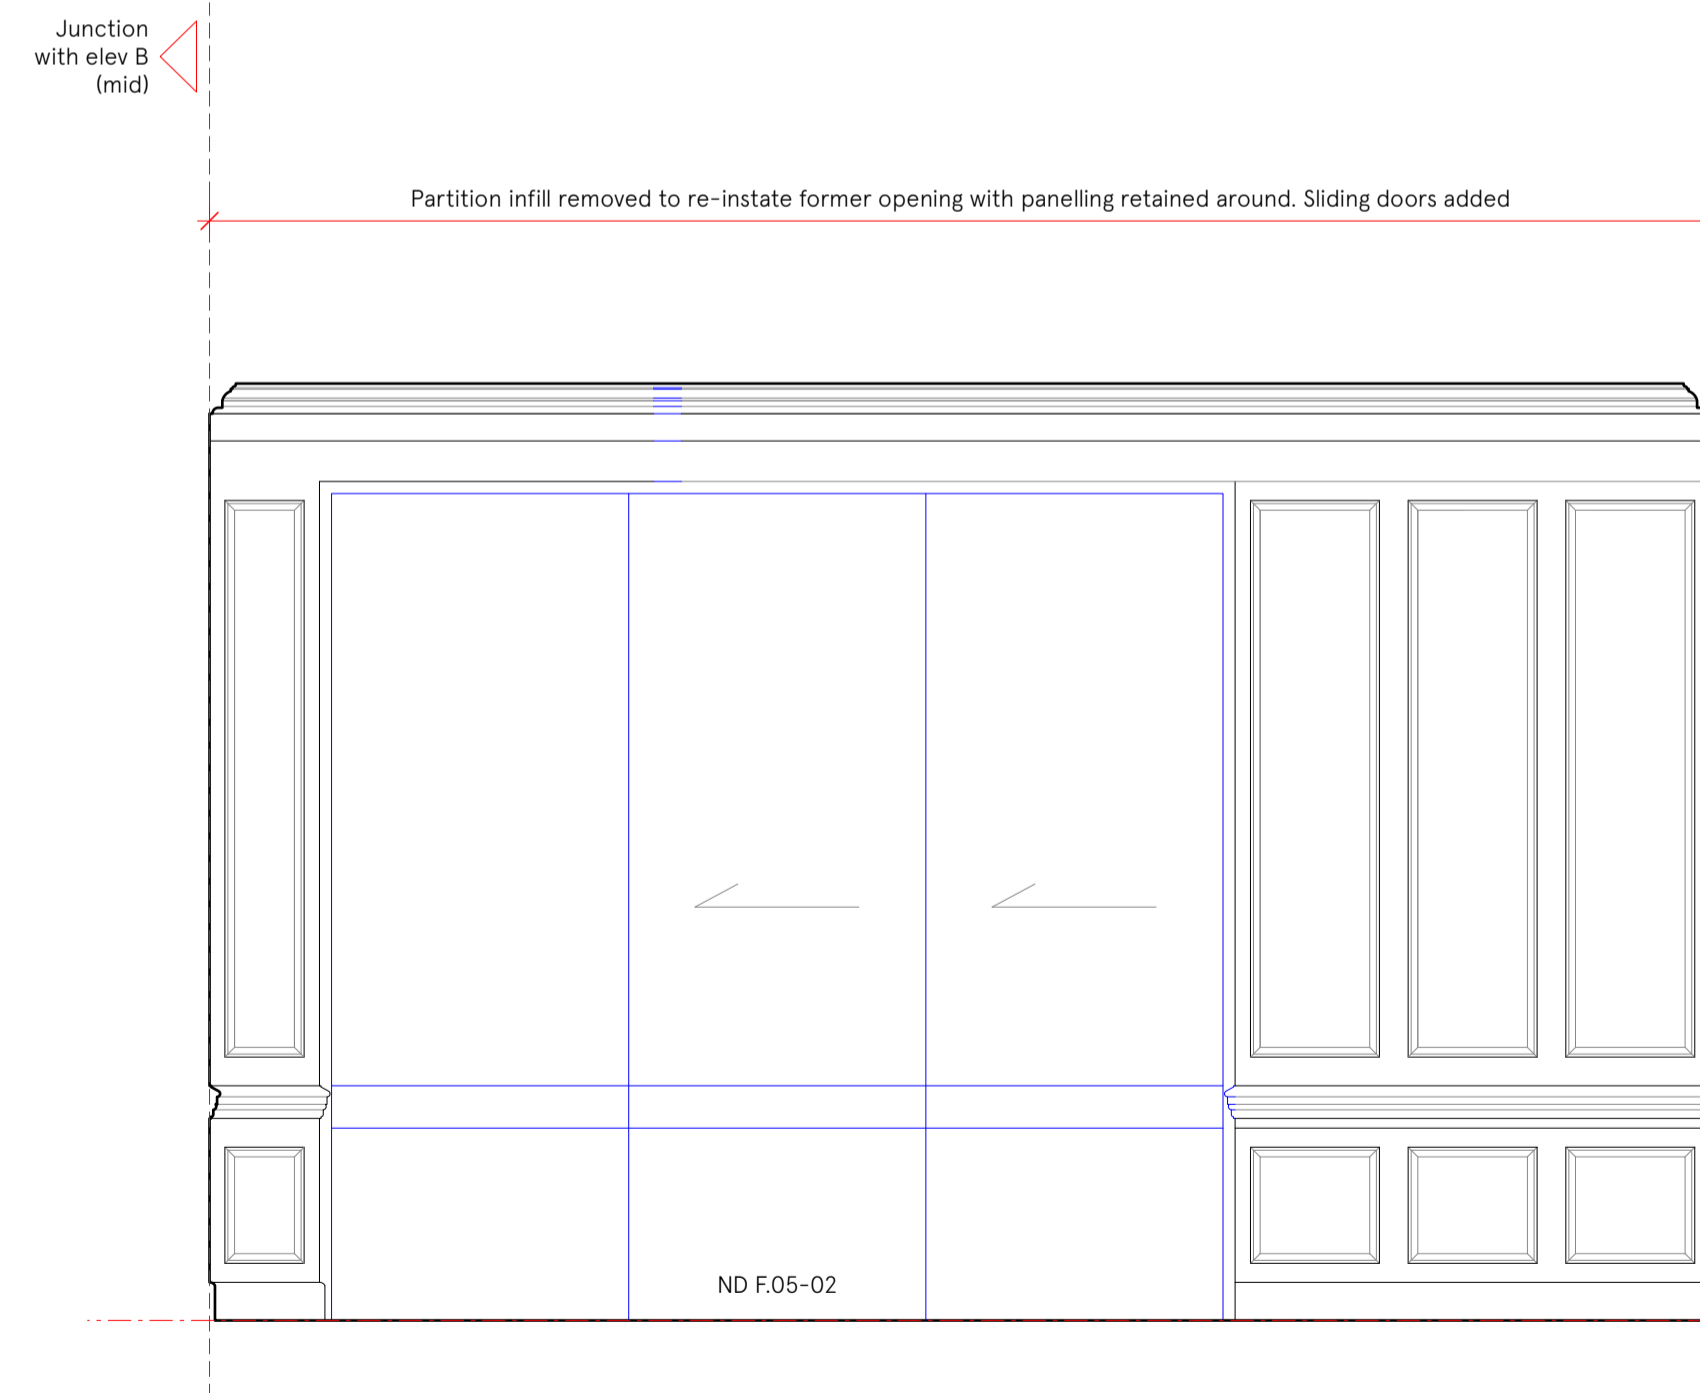 Junction
with elev B
(mid)
Partition infill removed to re-instate former opening with panelling retained around. Sliding doors added
ND F.05-02